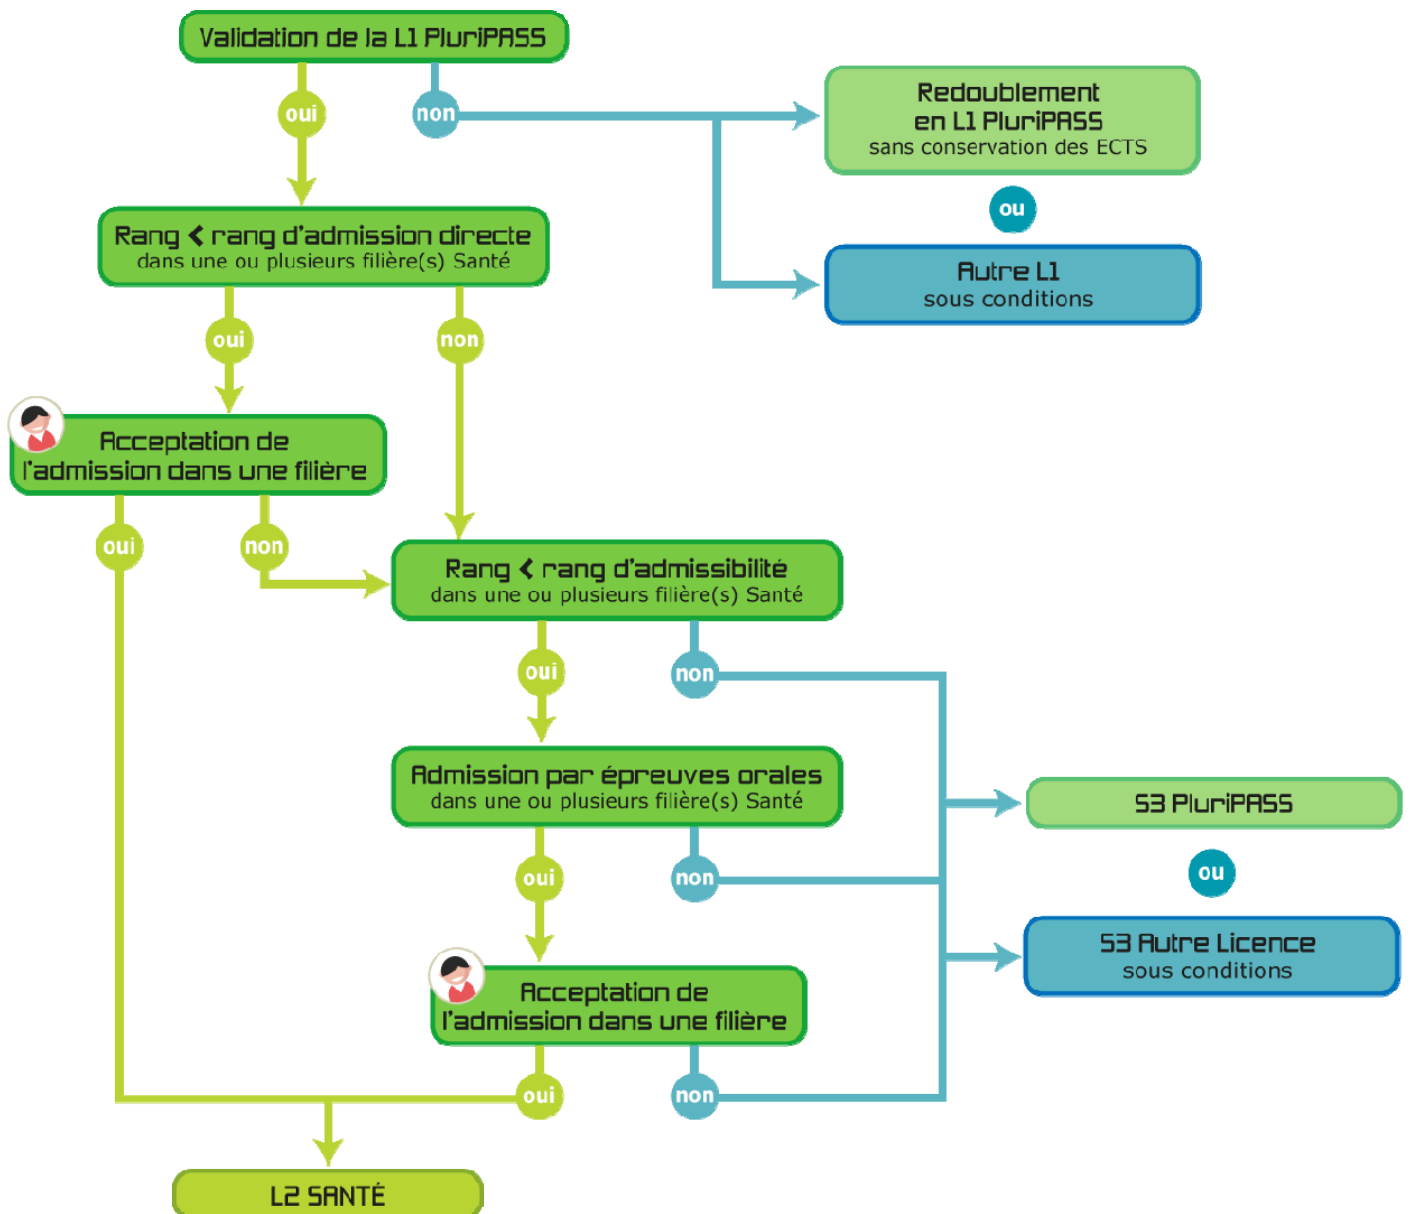 Validation de la L1 PluriPASS
oui
non
Redoublement
en L1 PluriPASS
sans conservation des ECTS
ou
Autre L1
sous conditions
Rang < rang d'admission directe
dans une ou plusieurs filière(s) Santé
oui
non
Acceptation de
l'admission dans une filière
oui
non
Rang < rang d'admissibilité
dans une ou plusieurs filière(s) Santé
oui
non
Admission par épreuves orales
dans une ou plusieurs filière(s) Santé
oui
non
S3 PluriPASS
ou
S3 Autre Licence
sous conditions
Acceptation de
l'admission dans une filière
oui
non
L2 SANTÉ